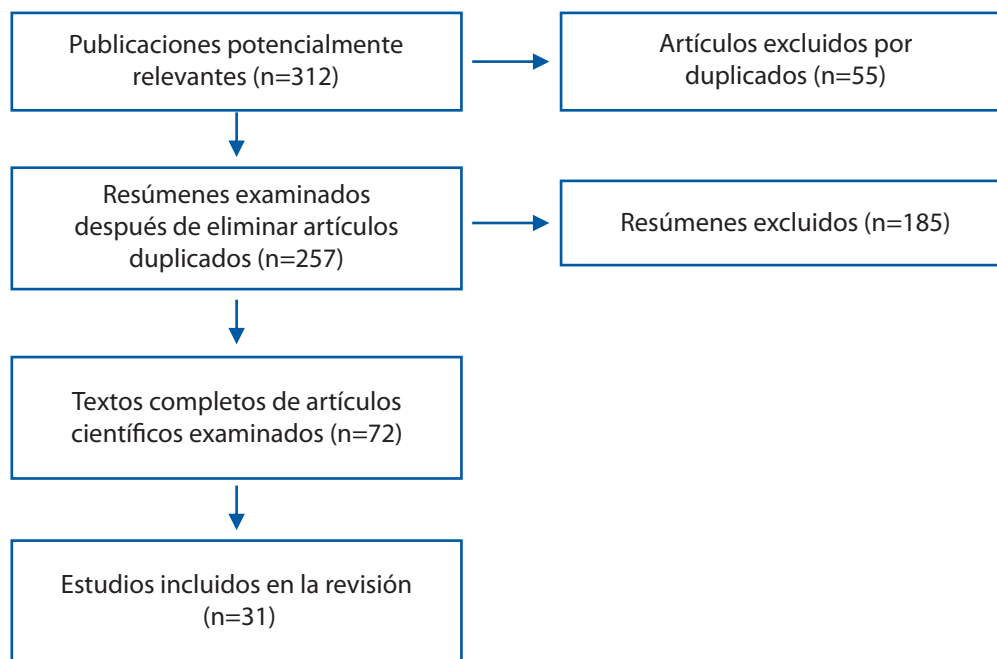 Publicaciones potencialmente
relevantes (n=312)
Artículos excluidos por
duplicados (n=55)
Resúmenes examinados
después de eliminar artículos
duplicados (n=257)
Resúmenes excluidos (n=185)
Textos completos de artículos
científicos examinados (n=72)
Estudios incluidos en la revisión
(n=31)